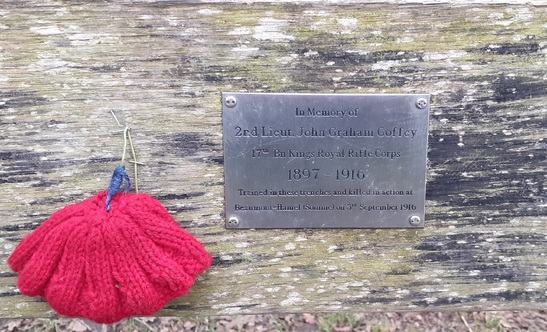 In Memory of
2nd Lieut. John Graham Coffey
17th Bn Kings Royal Rifle Corps
1897 - 1916
Trained in these trenches and killed in action at
Beaumont-Hamel (Somme) on 3rd September 1916